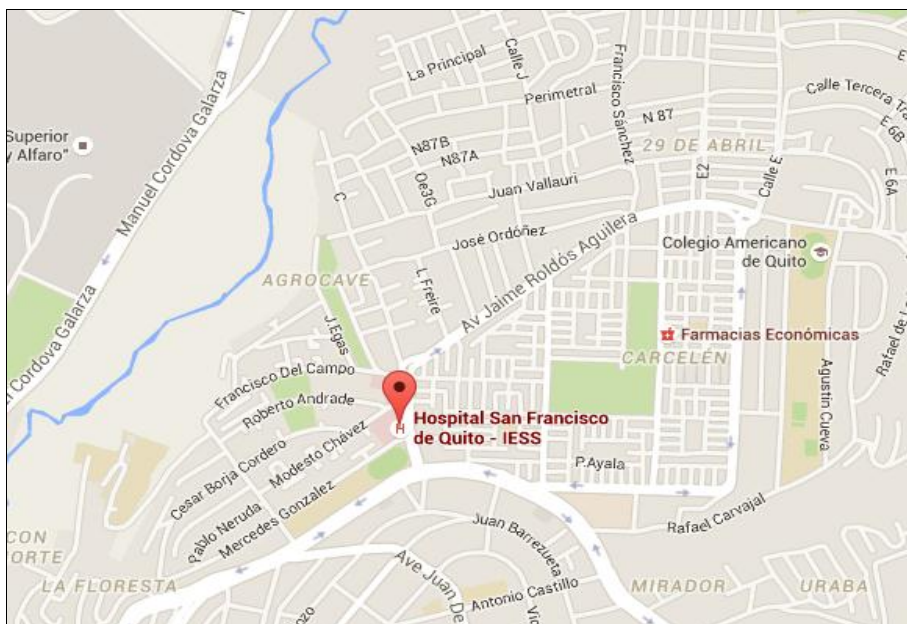 La Principal
Calle J
Francisco Sánchez
Perimetral
Calle Tercera Tra
E 6B
N 87
29 DE ABRIL
Manuel Cordova Galarza
Superior
y Alfaro"
N87B
N87A
Oe3G
Juan Vallauri
E2
Calle E
E 6A
C
José Ordóñez
Av Jaime Roldós Aguilera
Colegio Americano
de Quito
AGROCAVE
L Freire
J.Egas
Farmacias Económicas
CARCELÉN
Rafael de
Agustin Cueva
Cordova Galarza
Francisco Del Campo
Roberto Andrade
Hospital San Francisco
de Quito - IESS
H
Modesto Chávez
Cesar Borja Cordero
P.Ayala
Pablo Neruda
Mercedes Gonzalez
Rafael Carvajal
Juan Barrezueta
CON
ORTE
LA FLORESTA
Ave Juan De
Antonio Castillo
MIRADOR
URABA